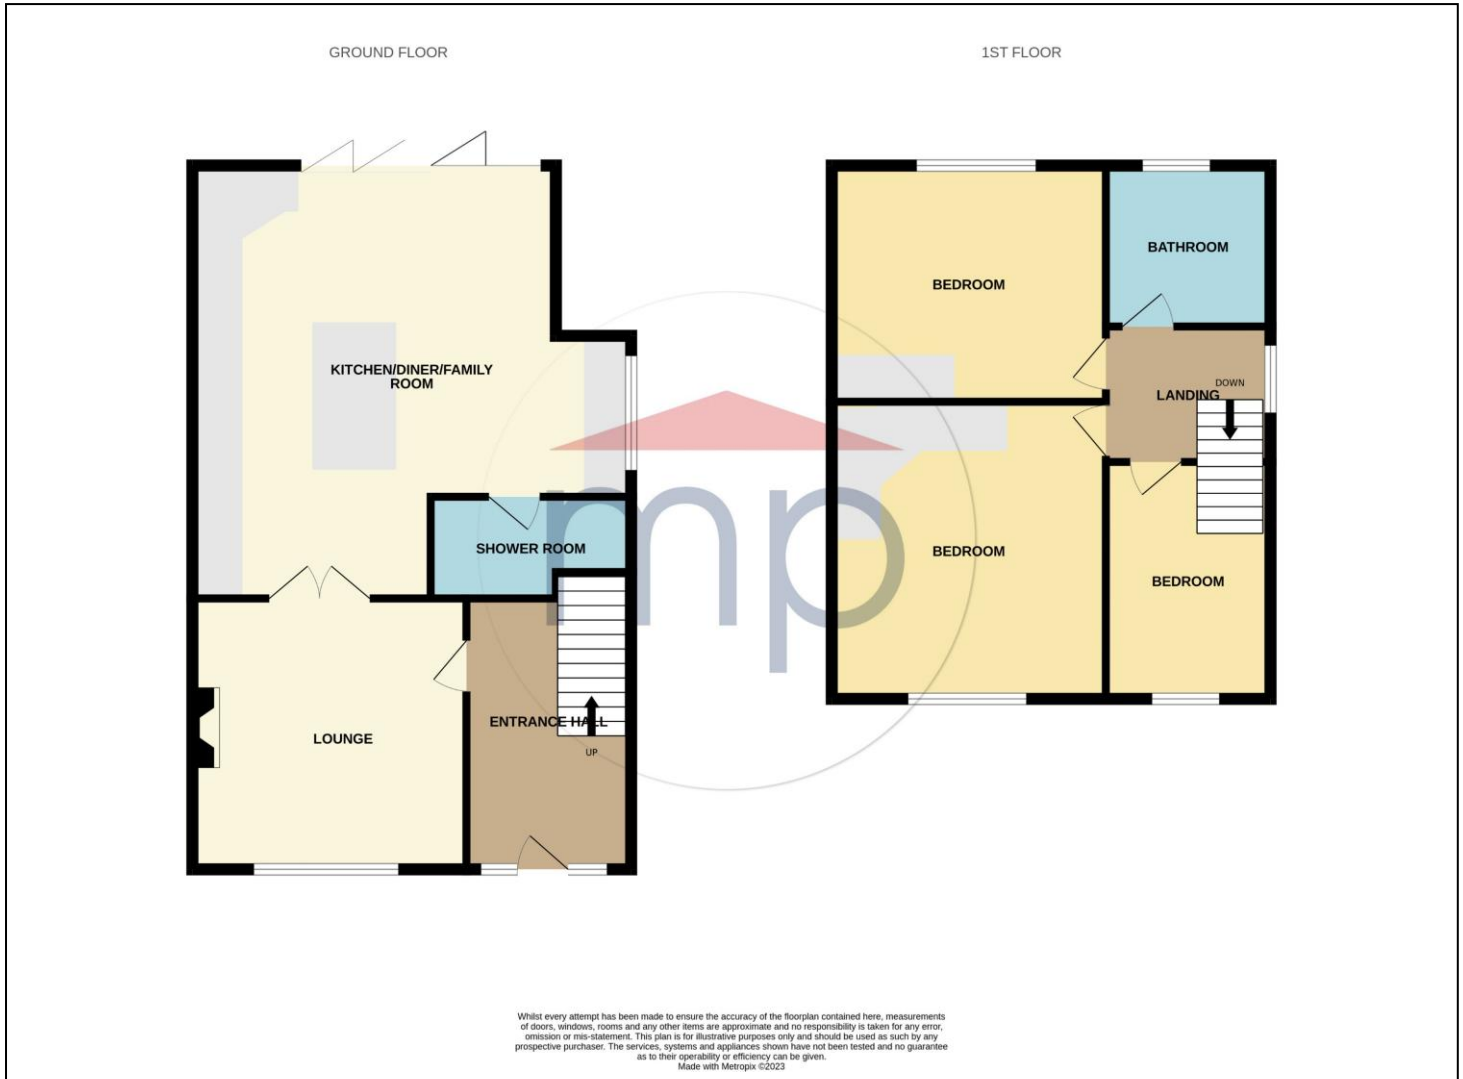 GROUND FLOOR
1ST FLOOR
KITCHEN/DINER/FAMILY
ROOM
SHOWER ROOM
LOUNGE
ENTRANCE HALL
UP
BEDROOM
BATHROOM
DOWN
LANDING
BEDROOM
BEDROOM
mp
Whilst every attempt has been made to ensure the accuracy of the floorplan contained here, measurements
of doors, windows, rooms and any other items are approximate and no responsibility is taken for any error,
omission or mis-statement. This plan is for illustrative purposes only and should be used as such by any
prospective purchaser. The services, systems and appliances shown have not been tested and no guarantee
as to their operability or efficiency can be given.
Made with Metropix ©2023